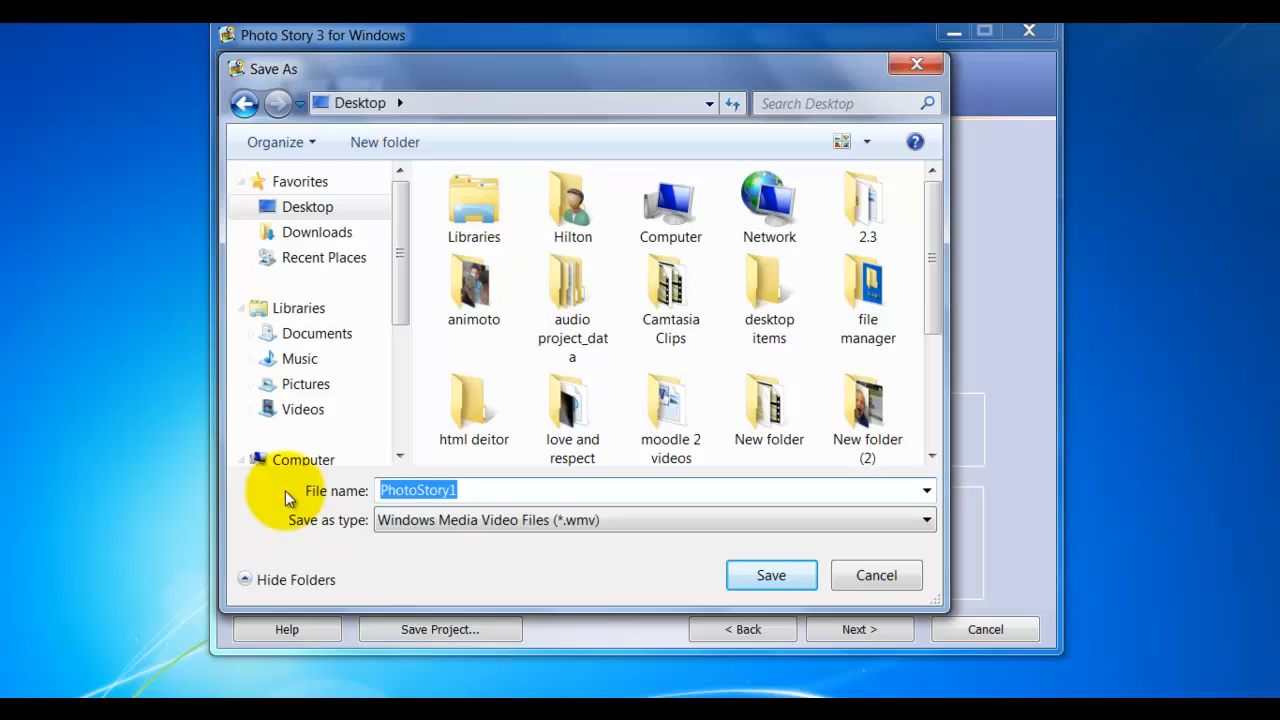 Photo Story 3 for Windows
Save As
Desktop
Search Desktop
Organize
New folder
Favorites
Desktop
Downloads
Recent Places
Libraries
Documents
Music
Pictures
Videos
Computer
Libraries
Hilton
Computer
Network
2.3
animoto
audio
project_dat
a
Camtasia
Clips
desktop
items
file
manager
html deitor
love and
respect
moodle 2
videos
New folder
New folder
(2)
File name: PhotoStory1
Save as type: Windows Media Video Files (*.wmv)
Hide Folders
Save
Cancel
Help
Save Project...
< Back
Next >
Cancel